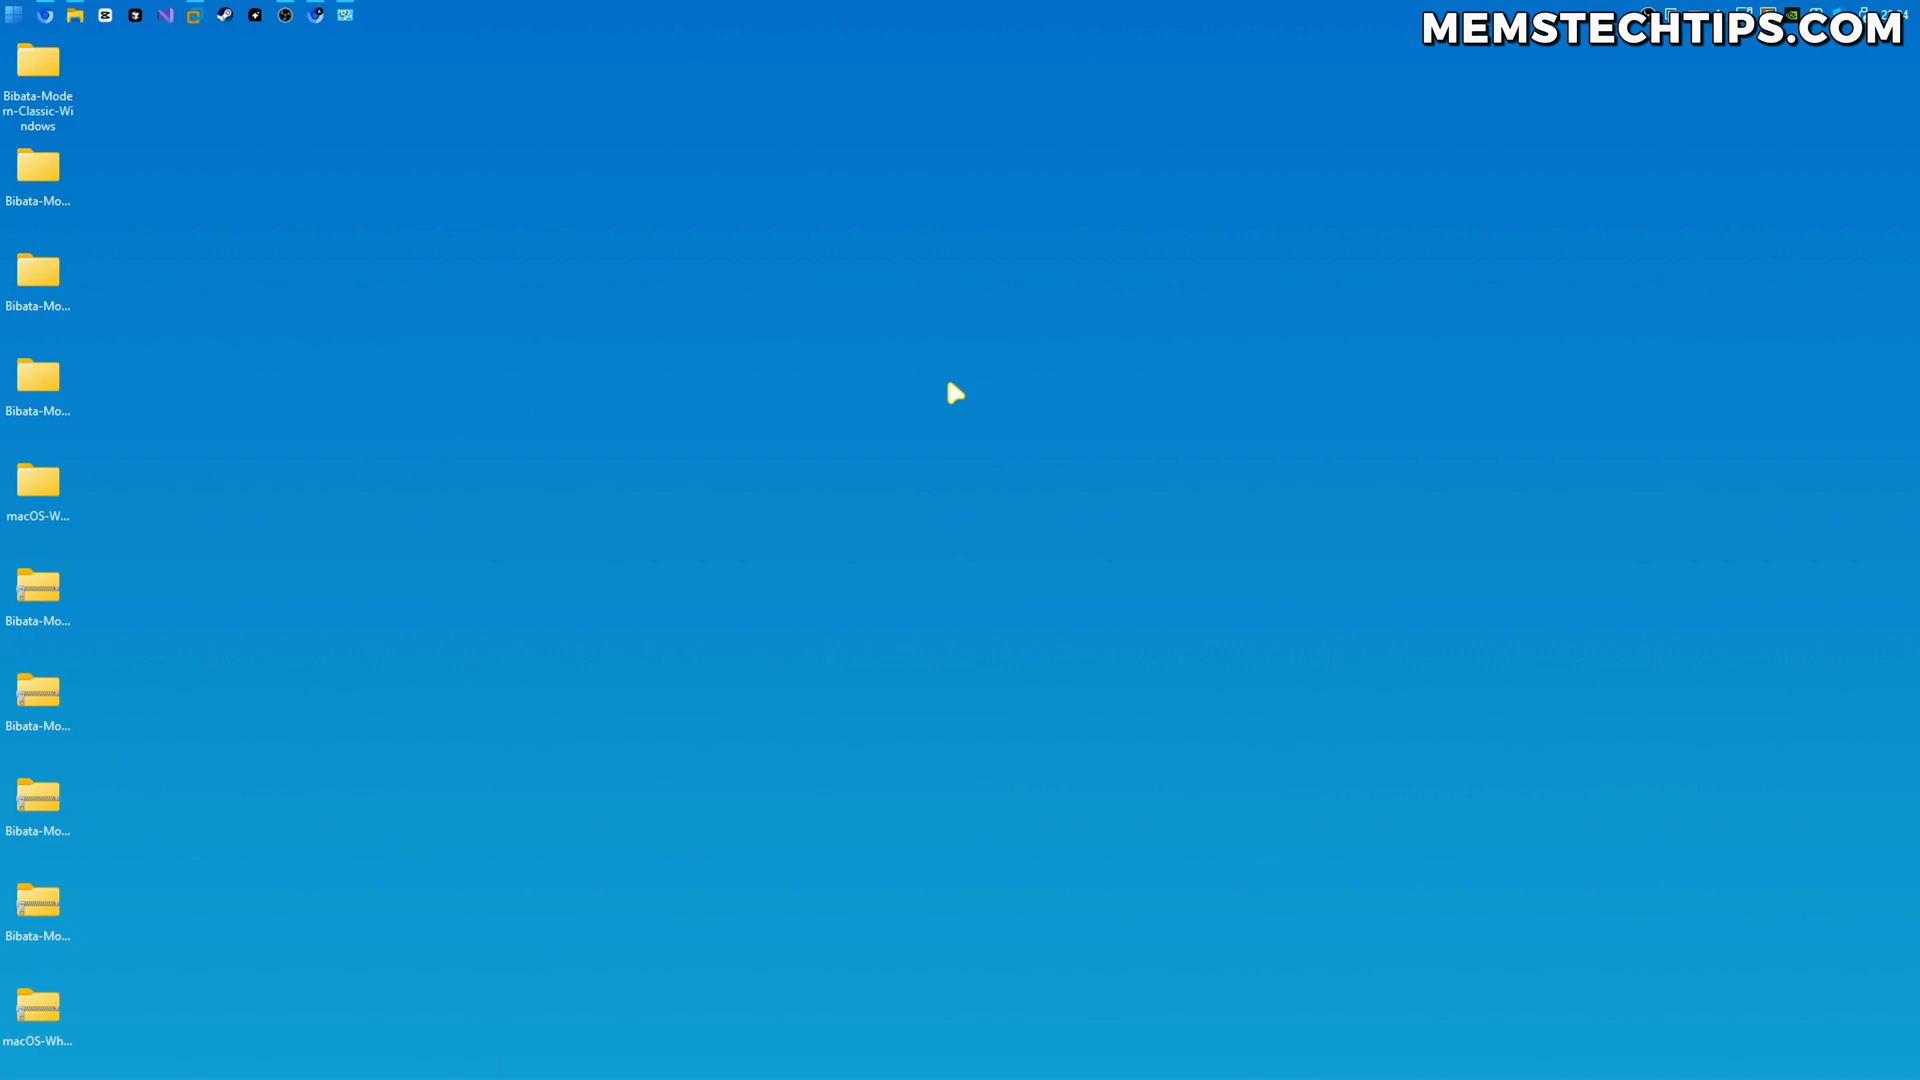 MEMSTECHTIPS.COM
Bibata-Mode
rn-Classic-Wi
ndows
Bibata-Mo...
Bibata-Mo...
Bibata-Mo...
macOS-W...
Bibata-Mo...
Bibata-Mo...
Bibata-Mo...
Bibata-Mo...
macOS-Wh...